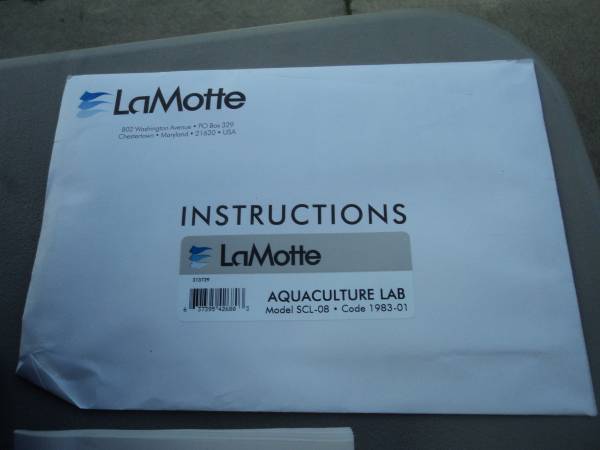 LaMotte
802 Washington Avenue • PO Box 329
Chestertown • Maryland • 21620 • USA
INSTRUCTIONS
LaMotte
AQUACULTURE LAB
Model SCL-08 • Code 1983-01